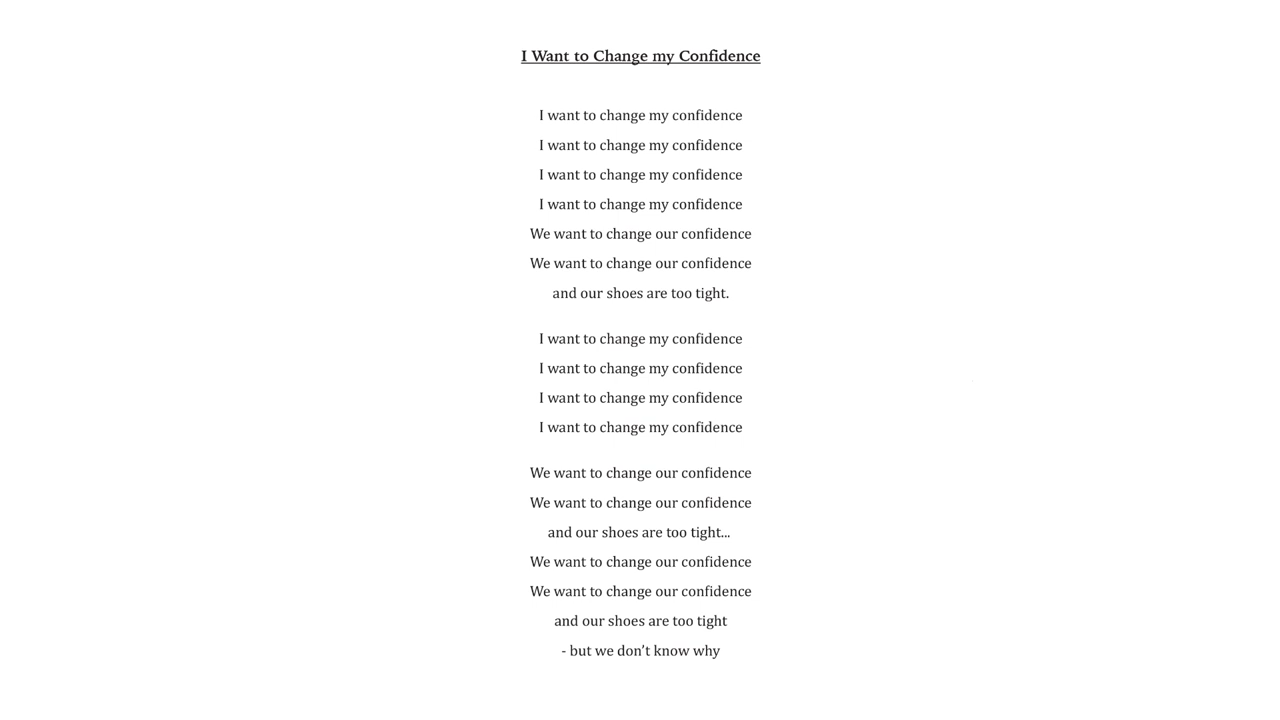 I Want to Change my Confidence
I want to change my confidence
I want to change my confidence
I want to change my confidence
I want to change my confidence
We want to change our confidence
We want to change our confidence
and our shoes are too tight.
I want to change my confidence
I want to change my confidence
I want to change my confidence
I want to change my confidence
We want to change our confidence
We want to change our confidence
and our shoes are too tight...
We want to change our confidence
We want to change our confidence
and our shoes are too tight
- but we don’t know why